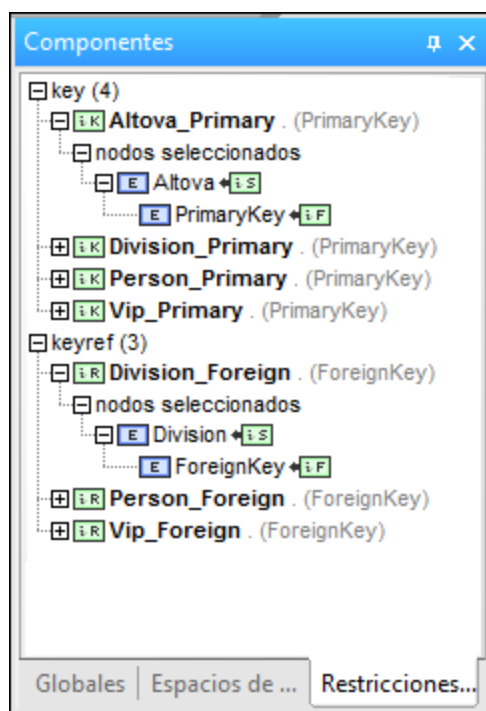 Componentes
key (4)
iK Altova_Primary . (PrimaryKey)
nodos seleccionados
E Altova iS
E PrimaryKey iF
iK Division_Primary . (PrimaryKey)
iK Person_Primary . (PrimaryKey)
iK Vip_Primary . (PrimaryKey)
keyref (3)
iR Division_Foreign . (ForeignKey)
nodos seleccionados
E Division iS
E ForeignKey iF
iR Person_Foreign . (ForeignKey)
iR Vip_Foreign . (ForeignKey)
Globales Espacios de ... Restricciones...